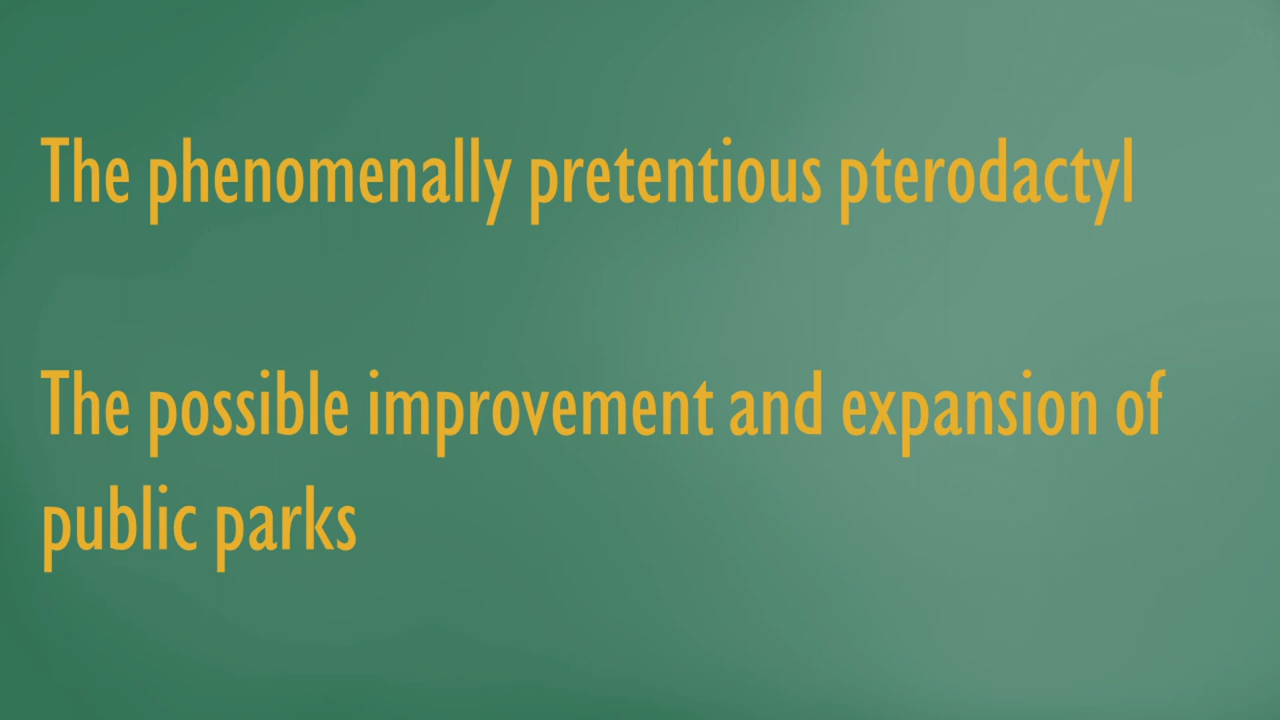 The phenomenally pretentious pterodactyl
The possible improvement and expansion of
public parks